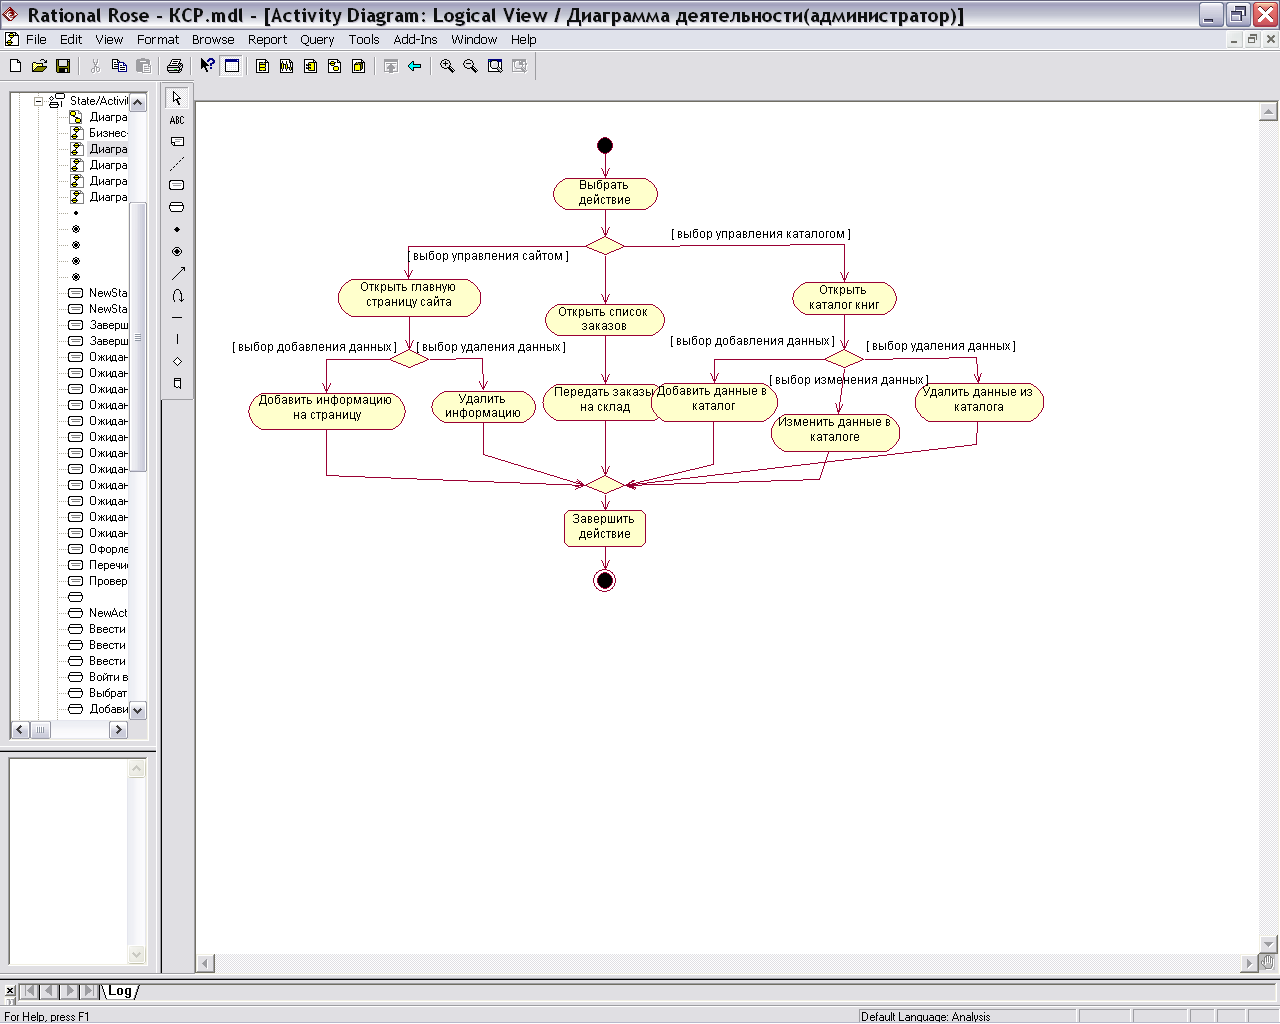 Rational Rose - KCP.mdl - [Activity Diagram: Logical View / Диаграмма деятельности(администратор)]
File Edit View Format Browse Report Query Tools Add-Ins Window Help
State/Activi
Диагра
Бизнес-
Диагра
Диагра
Диагра
Диагра
NewSta
NewSta
Заверш
Заверш
Ожидан
Ожидан
Ожидан
Ожидан
Ожидан
Ожидан
Ожидан
Ожидан
Ожидан
Ожидан
Ожидан
Ожидан
Оформле
Перечи
Провер
NewAct
Ввести
Ввести
Ввести
Войти в
Выбрат
Добави
ABC
Выбрать
действие
[ выбор управления каталогом ]
[ выбор управления сайтом ]
Открыть главную
страницу сайта
Открыть список
заказов
Открыть
каталог книг
[ выбор добавления данных ]
[ выбор удаления данных ]
[ выбор добавления данных ]
[ выбор удаления данных ]
[ выбор изменения данных ]
Добавить информацию
на страницу
Удалить
информацию
Передать заказы
на склад
Добавить данные в
каталог
Изменить данные в
каталоге
Удалить данные из
каталога
Завершить
действие
Log
For Help, press F1
Default Language: Analysis